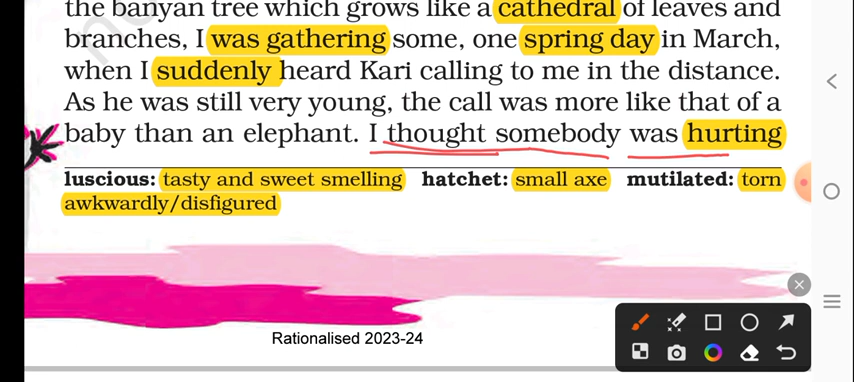 the banyan tree which grows like a cathedral of leaves and
branches, I was gathering some, one spring day in March,
when I suddenly heard Kari calling to me in the distance.
As he was still very young, the call was more like that of a
baby than an elephant. I thought somebody was hurting
luscious: tasty and sweet smelling hatchet: small axe mutilated: torn
awkwardly/disfigured
Rationalised 2023-24